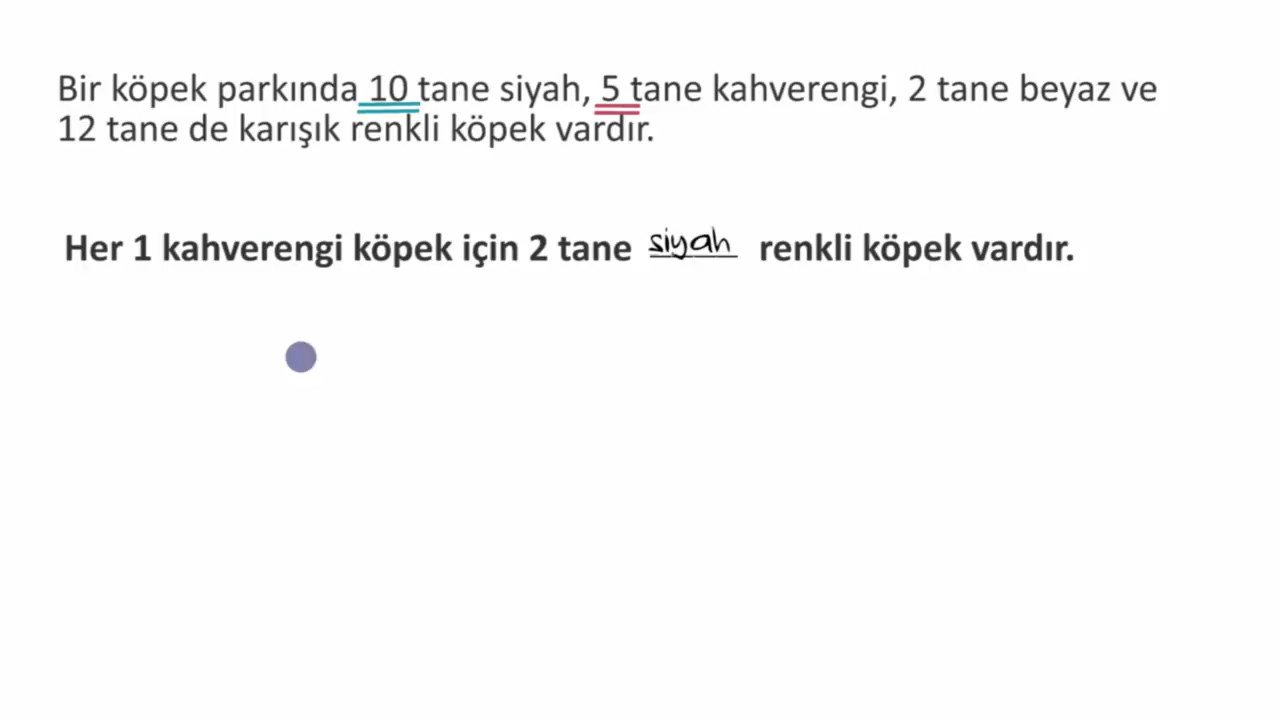 Bir köpek parkında 10 tane siyah, 5 tane kahverengi, 2 tane beyaz ve
12 tane de karışık renkli köpek vardır.
Her 1 kahverengi köpek için 2 tane siyah renkli köpek vardır.